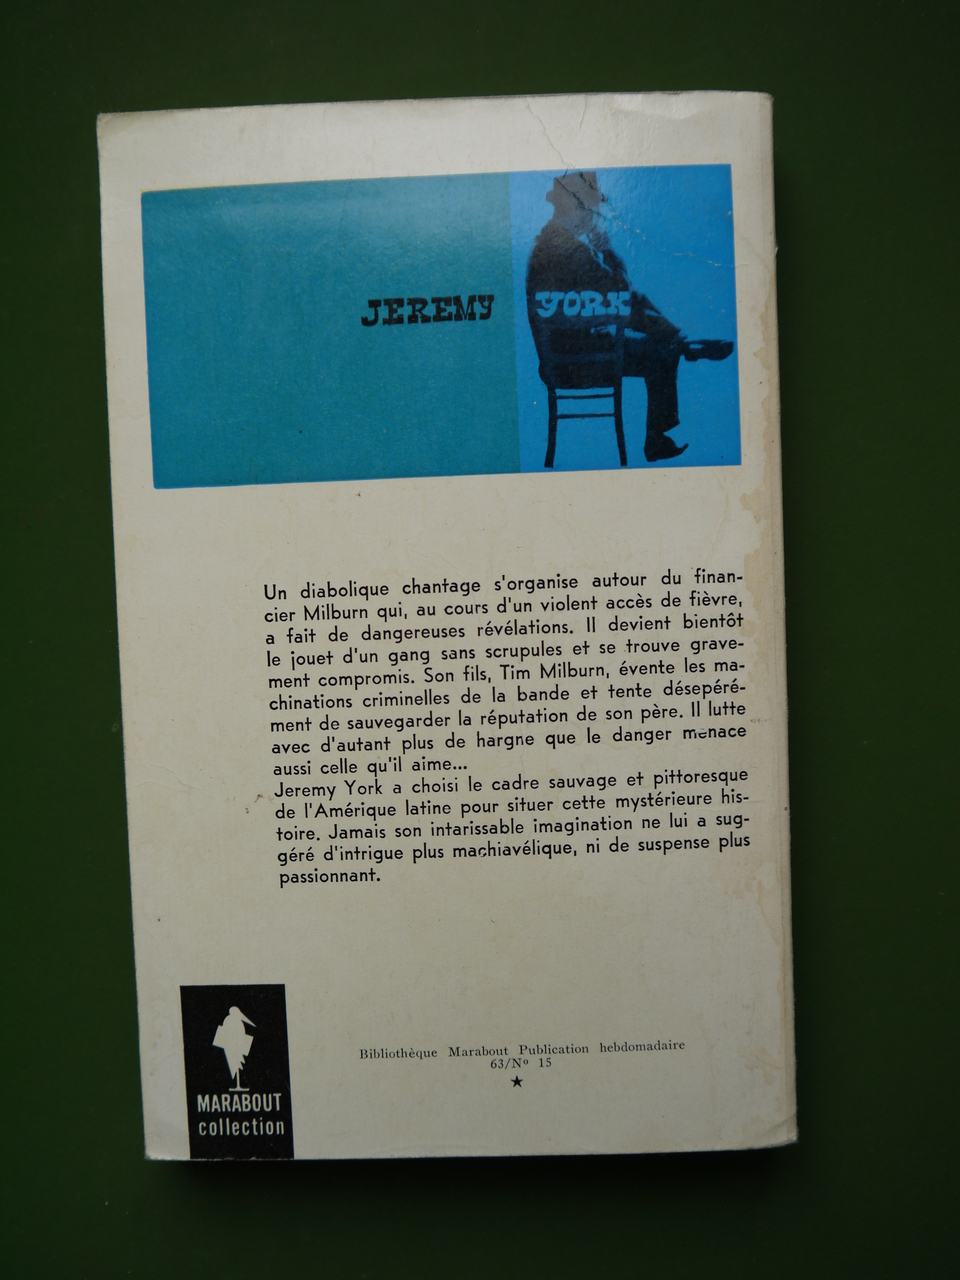 JEREMY YORK
Un diabolique chantage s'organise autour du finan-
cier Milburn qui, au cours d'un violent accès de fièvre,
a fait de dangereuses révélations. Il devient bientôt
le jouet d'un gang sans scrupules et se trouve grave-
ment compromis. Son fils, Tim Milburn, évente les ma-
chinations criminelles de la bande et tente désepéré-
ment de sauvegarder la réputation de son père. Il lutte
avec d'autant plus de hargne que le danger menace
aussi celle qu'il aime...
Jeremy York a choisi le cadre sauvage et pittoresque
de l'Amérique latine pour situer cette mystérieure his-
toire. Jamais son intarissable imagination ne lui a sug-
géré d'intrigue plus machiavélique, ni de suspense plus
passionnant.
Bibliothèque Marabout Publication hebdomadaire
63/Nº 15
★
MARABOUT
collection